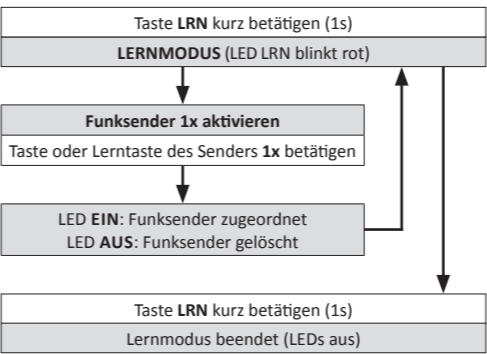 Taste LRN kurz betätigen (1s)
LERNMODUS (LED LRN blinkt rot)
Funksender 1x aktivieren
Taste oder Lerntaste des Senders 1x betätigen
LED EIN: Funksender zugeordnet
LED AUS: Funksender gelöscht
Taste LRN kurz betätigen (1s)
Lernmodus beendet (LEDs aus)